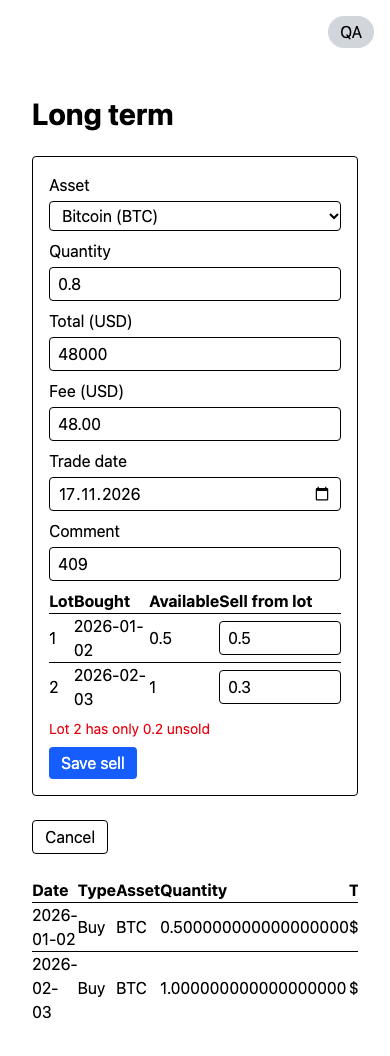 QA
Long term
Asset
Bitcoin (BTC)
Quantity
0.8
Total (USD)
48000
Fee (USD)
48.00
Trade date
17.11.2026
Comment
409
Lot Bought Available Sell from lot
1 2026-01-02 0.5 0.5
2 2026-02-03 1 0.3
Lot 2 has only 0.2 unsold
Save sell
Cancel
Date Type Asset Quantity T
2026-01-02 Buy BTC 0.500000000000000000 $
2026-02-03 Buy BTC 1.000000000000000000 $